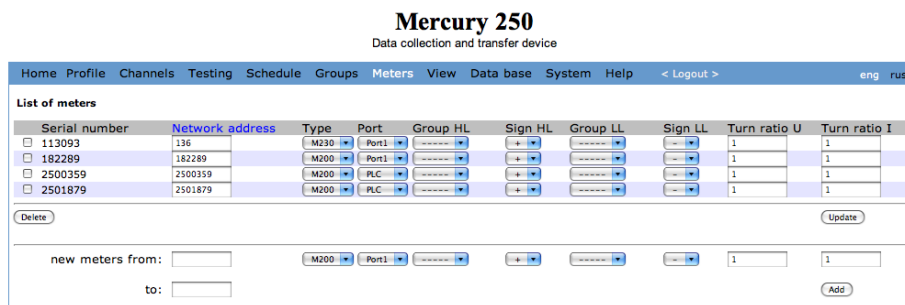 Mercury 250
Data collection and transfer device
Home Profile Channels Testing Schedule Groups Meters View Data base System Help < Logout > eng rus
List of meters
Serial number Network address Type Port Group HL Sign HL Group LL Sign LL Turn ratio U Turn ratio I
113093 136 M230 Port1 ----- + ----- - 1 1
182289 182289 M200 Port1 ----- + ----- - 1 1
2500359 2500359 M200 PLC ----- + ----- - 1 1
2501879 2501879 M200 PLC ----- + ----- - 1 1
Delete Update
new meters from: M200 Port1 ----- + ----- - 1 1
to: Add